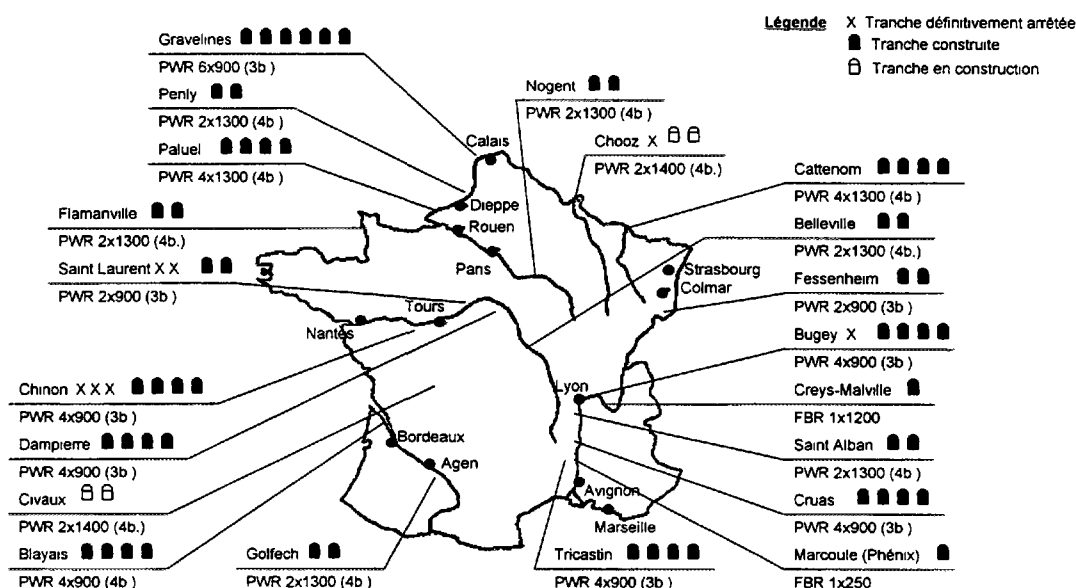 Légende X Tranche définitivement arrêtée
Tranche construite
Tranche en construction
Gravelines
PWR 6x900 (3b )
Penly
PWR 2x1300 (4b )
Paluel
PWR 4x1300 (4b )
Flamanville
PWR 2x1300 (4b.)
Saint Laurent X X
PWR 2x900 (3b )
Chinon X X X
PWR 4x900 (3b )
Dampierre
PWR 4x900 (3b )
Civaux
PWR 2x1400 (4b.)
Blayais
PWR 4x900 (4b )
Golfech
PWR 2x1300 (4b )
Nogent
PWR 2x1300 (4b )
Chooz X
PWR 2x1400 (4b.)
Cattenom
PWR 4x1300 (4b )
Belleville
PWR 2x1300 (4b.)
Fessenheim
PWR 2x900 (3b )
Bugey X
PWR 4x900 (3b )
Creys-Malville
FBR 1x1200
Saint Alban
PWR 2x1300 (4b )
Cruas
PWR 4x900 (3b )
Marcoule (Phénix)
FBR 1x250
Tricastin
PWR 4x900 (3b )
Calais
Dieppe
Rouen
Paris
Strasbourg
Colmar
Tours
Nantes
Lyon
Bordeaux
Agen
Avignon
Marseille